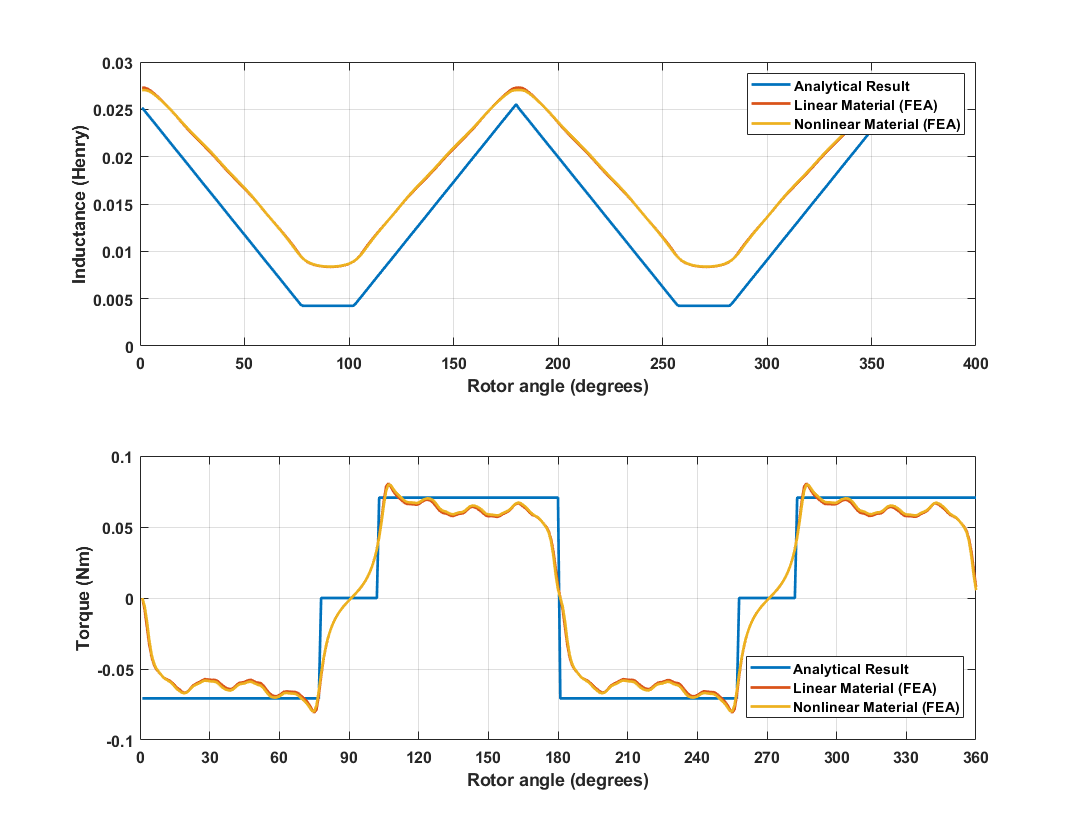 0.03
0.025
0.02
0.015
0.01
0.005
0
Inductance (Henry)
Analytical Result
Linear Material (FEA)
Nonlinear Material (FEA)
0 50 100 150 200 250 300 350 400
Rotor angle (degrees)
0.1
0.05
0
-0.05
-0.1
Torque (Nm)
Analytical Result
Linear Material (FEA)
Nonlinear Material (FEA)
0 30 60 90 120 150 180 210 240 270 300 330 360
Rotor angle (degrees)